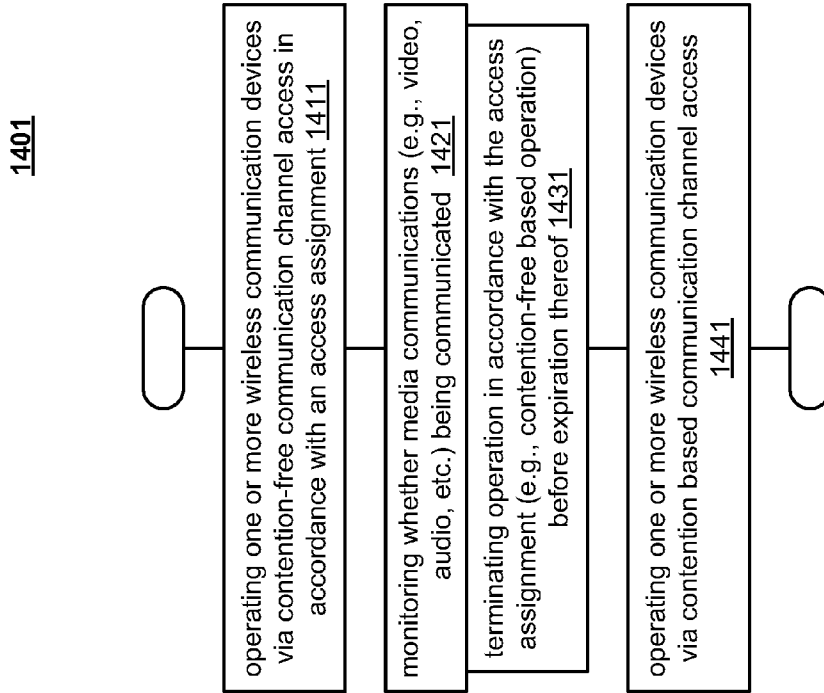 1401
operating one or more wireless communication devices
via contention-free communication channel access in
accordance with an access assignment 1411
monitoring whether media communications (e.g., video,
audio, etc.) being communicated 1421
terminating operation in accordance with the access
assignment (e.g., contention-free based operation)
before expiration thereof 1431
operating one or more wireless communication devices
via contention based communication channel access
1441